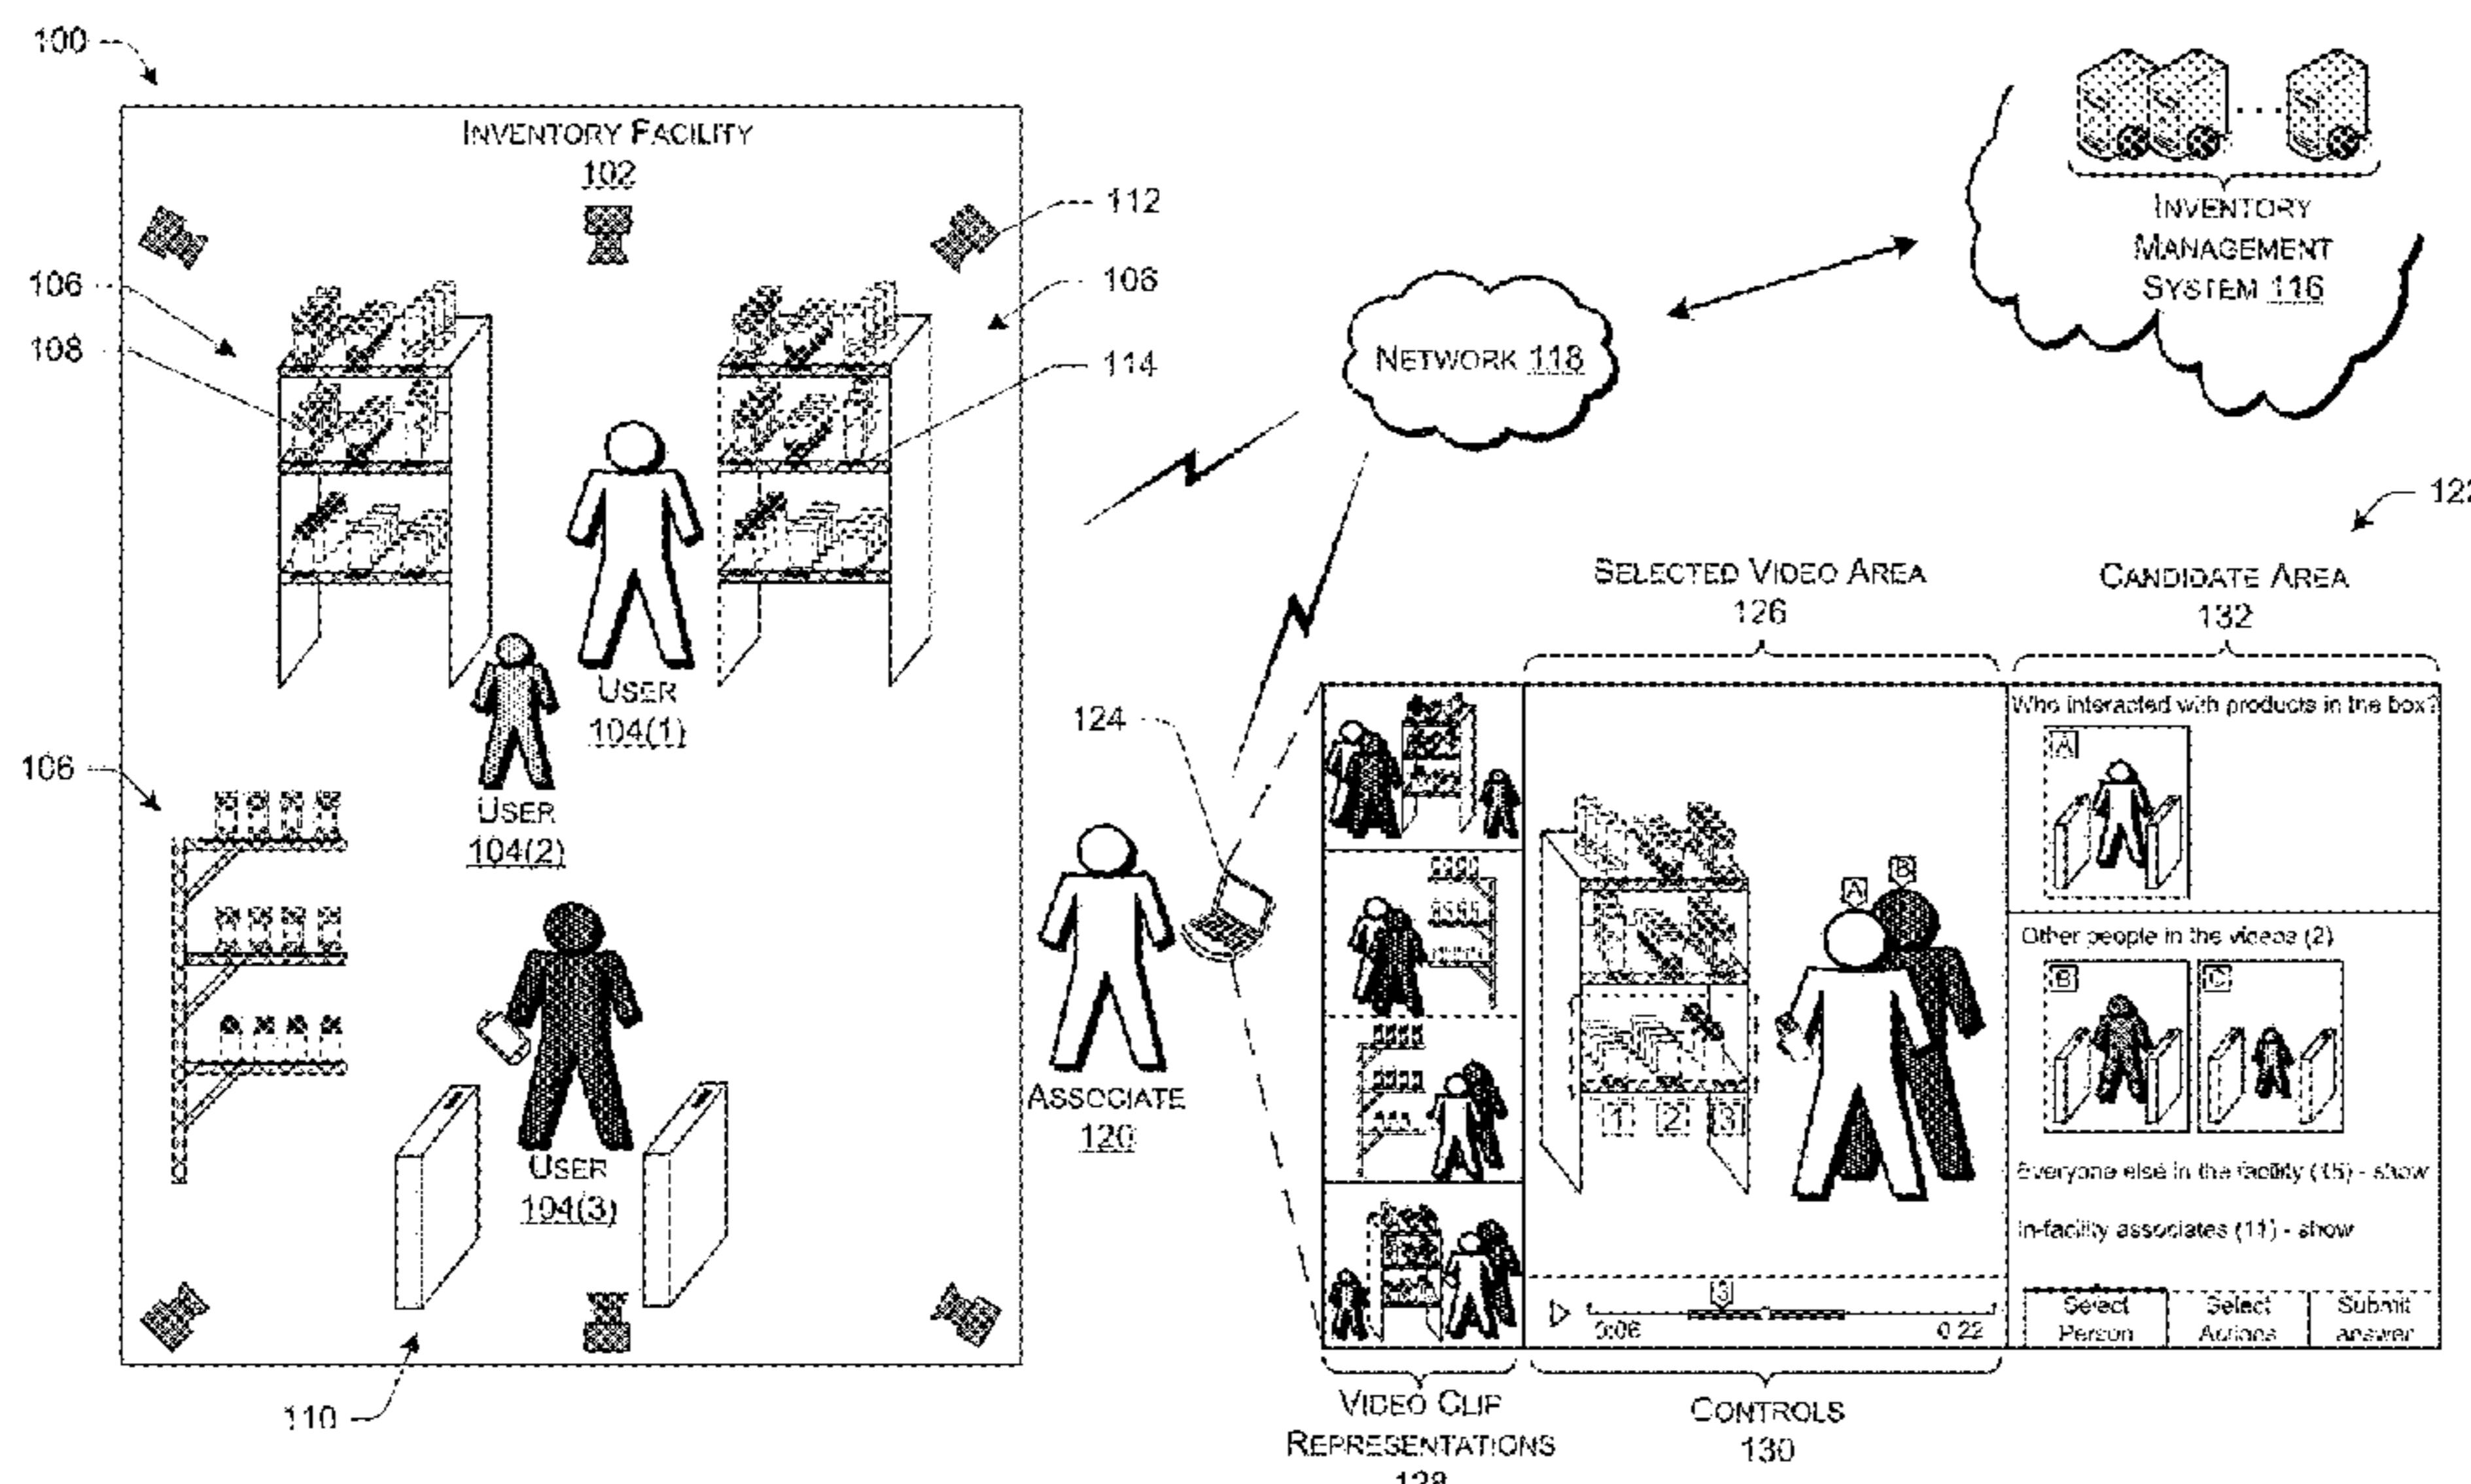 100
INVENTORY FACILITY
102
112
106
108
106
114
USER
104(1)
USER
104(2)
106
USER
104(3)
110
INVENTORY
MANAGEMENT
SYSTEM 116
NETWORK 118
122
SELECTED VIDEO AREA
126
CANDIDATE AREA
132
124
ASSOCIATE
120
A
B
1 2 3
3
0:06
0:22
Who interacted with products in the box?
A
Other people in the videos (2)
B
C
Everyone else in the facility (15) - show
In-facility associates (11) - show
Select
Person
Select
Actions
Submit
answer
VIDEO CLIP
REPRESENTATIONS
128
CONTROLS
130